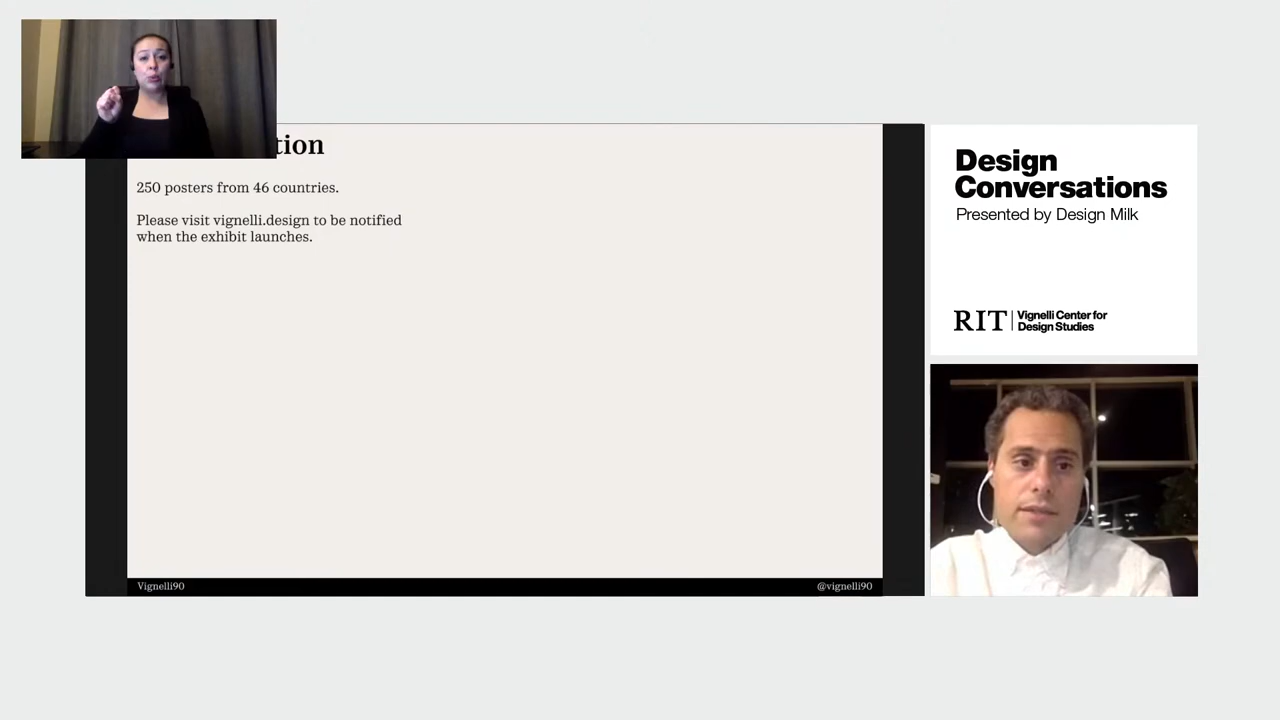 250 posters from 46 countries.
Please visit vignelli.design to be notified
when the exhibit launches.
Vignelli90
@vignelli90
Design
Conversations
Presented by Design Milk
RIT
Vignelli Center for
Design Studies